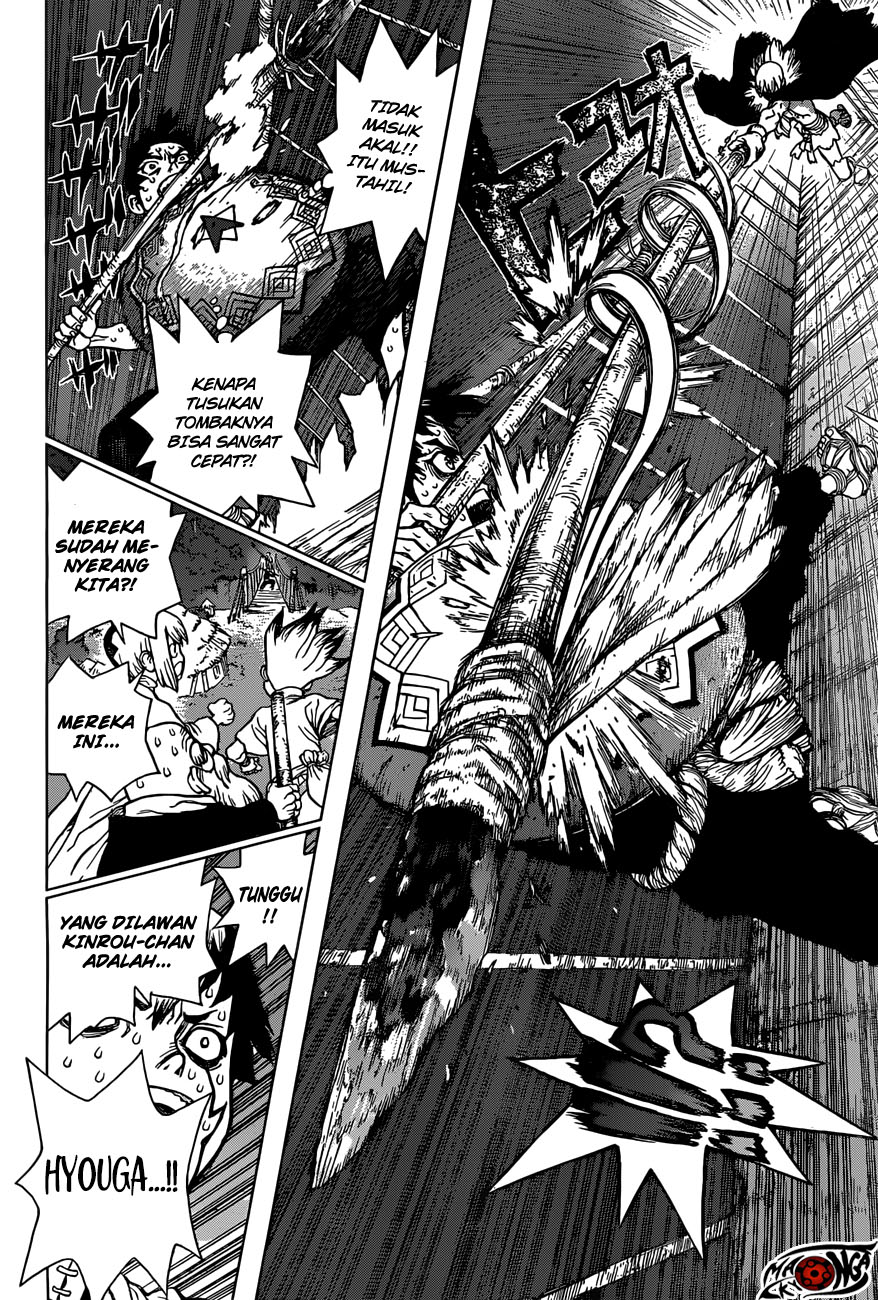 TIDAK
MASUK
AKAL!!
ITU MUS-
TAHIL!
KENAPA
TUSUKAN
TOMBAKNYA
BISA SANGAT
CEPAT?!
MEREKA
SUDAH ME-
NYERANG
KITA?!
MEREKA
INI...
TUNGGU
!!
YANG DILAWAN
KINROU-CHAN
ADALAH...
HYOUGA...!!
MANGA